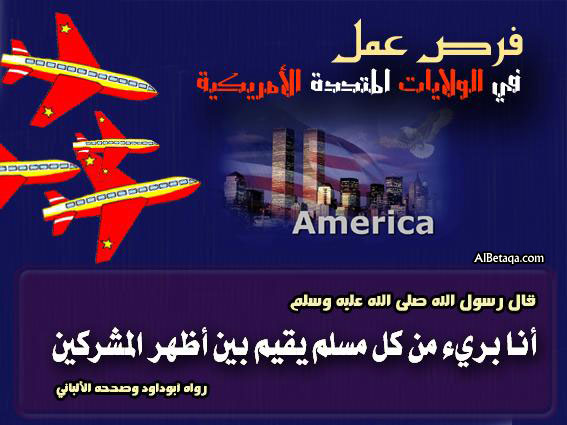 فرص عمل
في الولايات المتحدة الأمريكية
America
AlBetaqa.com
قال رسول الله صلى الله عليه وسلم
أنا بريء من كل مسلم يقيم بين أظهر المشركين
رواه ابوداود وصححه الألباني